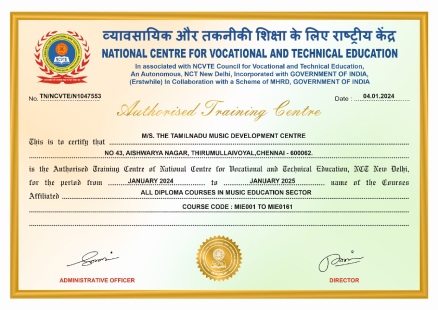 व्यावसायिक और तकनीकी शिक्षा के लिए राष्ट्रीय केंद्र
NATIONAL CENTRE FOR VOCATIONAL AND TECHNICAL EDUCATION
In associated with NCVTE Council for Vocational and Technical Education,
An Autonomous, NCT New Delhi, Incorporated with GOVERNMENT OF INDIA,
(Erstwhile) in Collaboration with a Scheme of MHRD, GOVERNMENT OF INDIA
No. TN/NCVTE/N1047553 Date : 04.01.2024
Authorised Training Centre
M/S. THE TAMILNADU MUSIC DEVELOPMENT CENTRE
This is to certify that
NO 43, AISHWARYA NAGAR, THIRUMULLAIVOYAL,CHENNAI - 600062.
is the Authorised Training Centre of National Centre for Vocational and Technical Education, NCT New Delhi,
for the period from JANUARY 2024 to JANUARY 2025 name of the Courses
Affiliated ALL DIPLOMA COURSES IN MUSIC EDUCATION SECTOR
COURSE CODE : MIE001 TO MIE0161
ADMINISTRATIVE OFFICER DIRECTOR